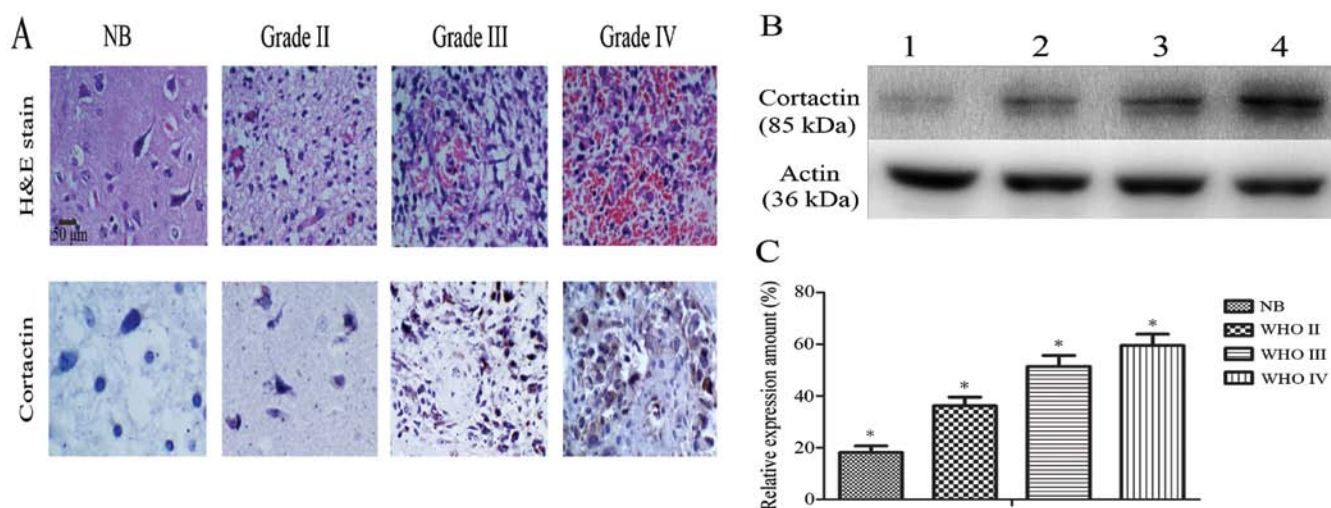 A
NB Grade II Grade III Grade IV
H&E stain
50 μm
Cortactin
B
1 2 3 4
Cortactin
(85 kDa)
Actin
(36 kDa)
C
Relative expression amount (%)
80
60
40
20
0
* * * *
NB
WHO II
WHO III
WHO IV